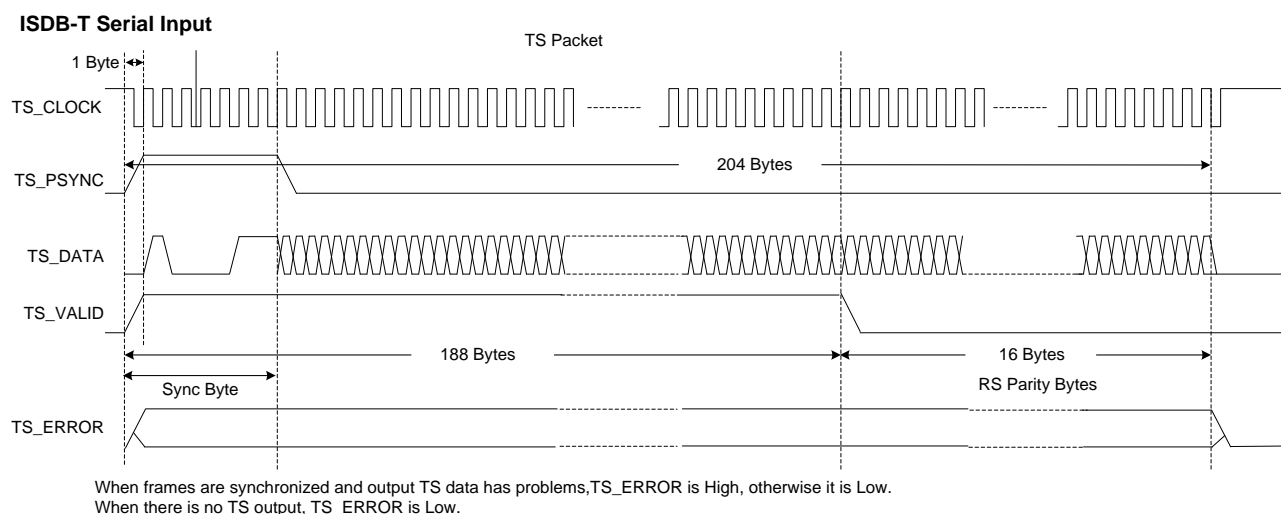 ISDB-T Serial Input
TS Packet
1 Byte
TS_CLOCK
204 Bytes
TS_PSYNC
TS_DATA
TS_VALID
188 Bytes
16 Bytes
Sync Byte
RS Parity Bytes
TS_ERROR
When frames are synchronized and output TS data has problems,TS_ERROR is High, otherwise it is Low.
When there is no TS output, TS_ERROR is Low.